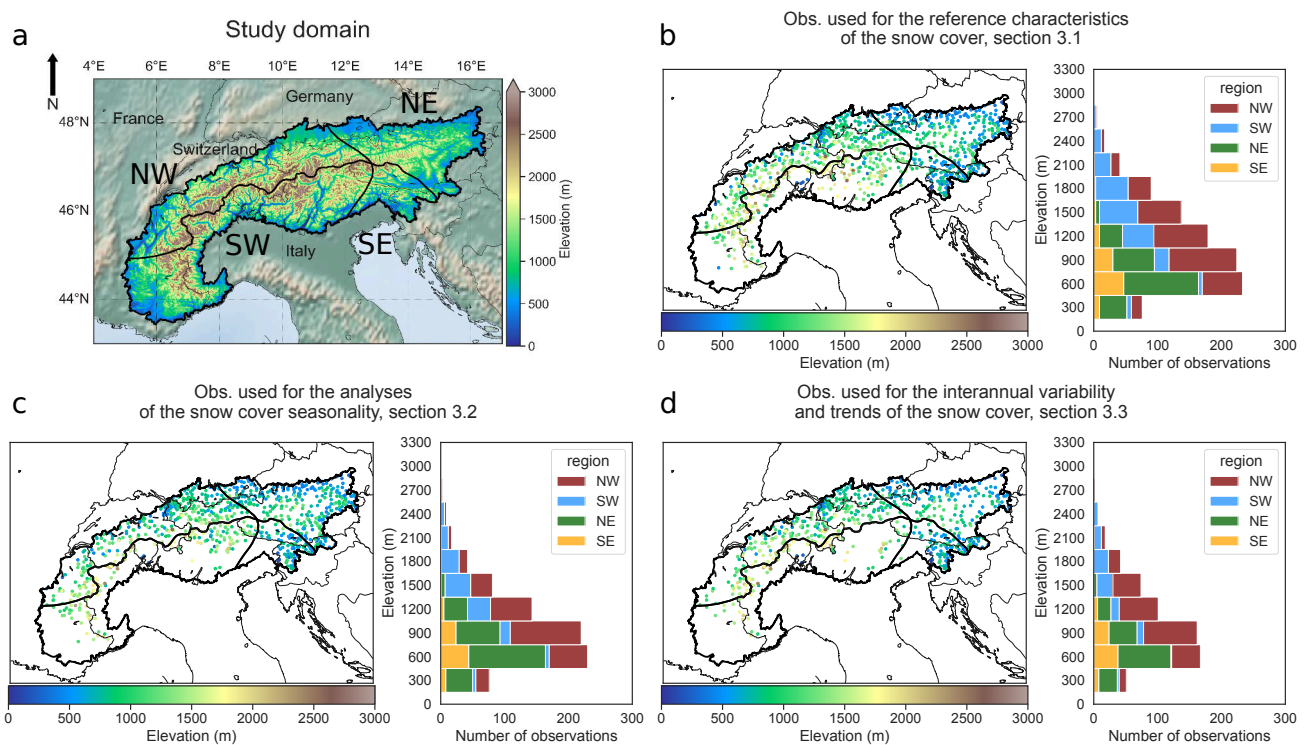 a
Study domain
N
4°E 6°E 8°E 10°E 12°E 14°E 16°E
48°N
46°N
44°N
France
Germany
Switzerland
Italy
NW
NE
SW
SE
3000
2500
2000
1500
1000
500
0
Elevation (m)
b
Obs. used for the reference characteristics
of the snow cover, section 3.1
0 500 1000 1500 2000 2500 3000
Elevation (m)
3300
3000
2700
2400
2100
1800
1500
1200
900
600
300
0
Elevation (m)
region
NW
SW
NE
SE
0 100 200 300
Number of observations
c
Obs. used for the analyses
of the snow cover seasonality, section 3.2
0 500 1000 1500 2000 2500 3000
Elevation (m)
3300
3000
2700
2400
2100
1800
1500
1200
900
600
300
0
Elevation (m)
region
NW
SW
NE
SE
0 100 200 300
Number of observations
d
Obs. used for the interannual variability
and trends of the snow cover, section 3.3
0 500 1000 1500 2000 2500 3000
Elevation (m)
3300
3000
2700
2400
2100
1800
1500
1200
900
600
300
0
Elevation (m)
region
NW
SW
NE
SE
0 100 200 300
Number of observations